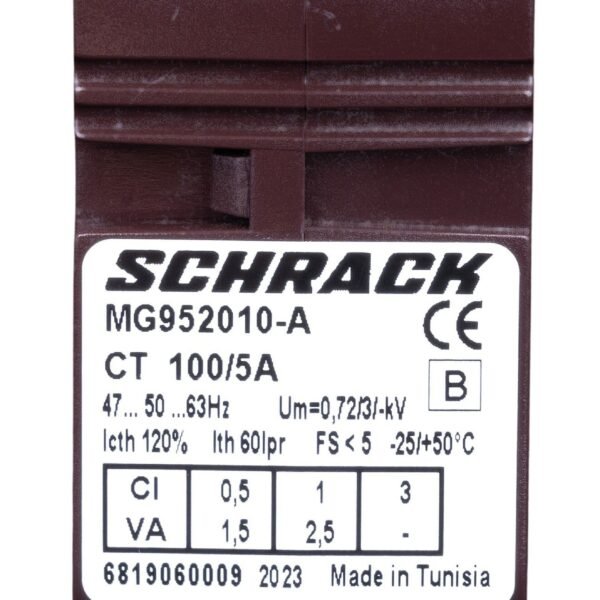 SCHRACK
MG952010-A CE
CT 100/5A
B
47... 50 ...63Hz Um=0,72/3/-kV
Icth 120% Ith 60Ipr FS < 5 -25/+50°C
Cl 0,5 1 3
VA 1,5 2,5 -
6819060009 2023 Made in Tunisia